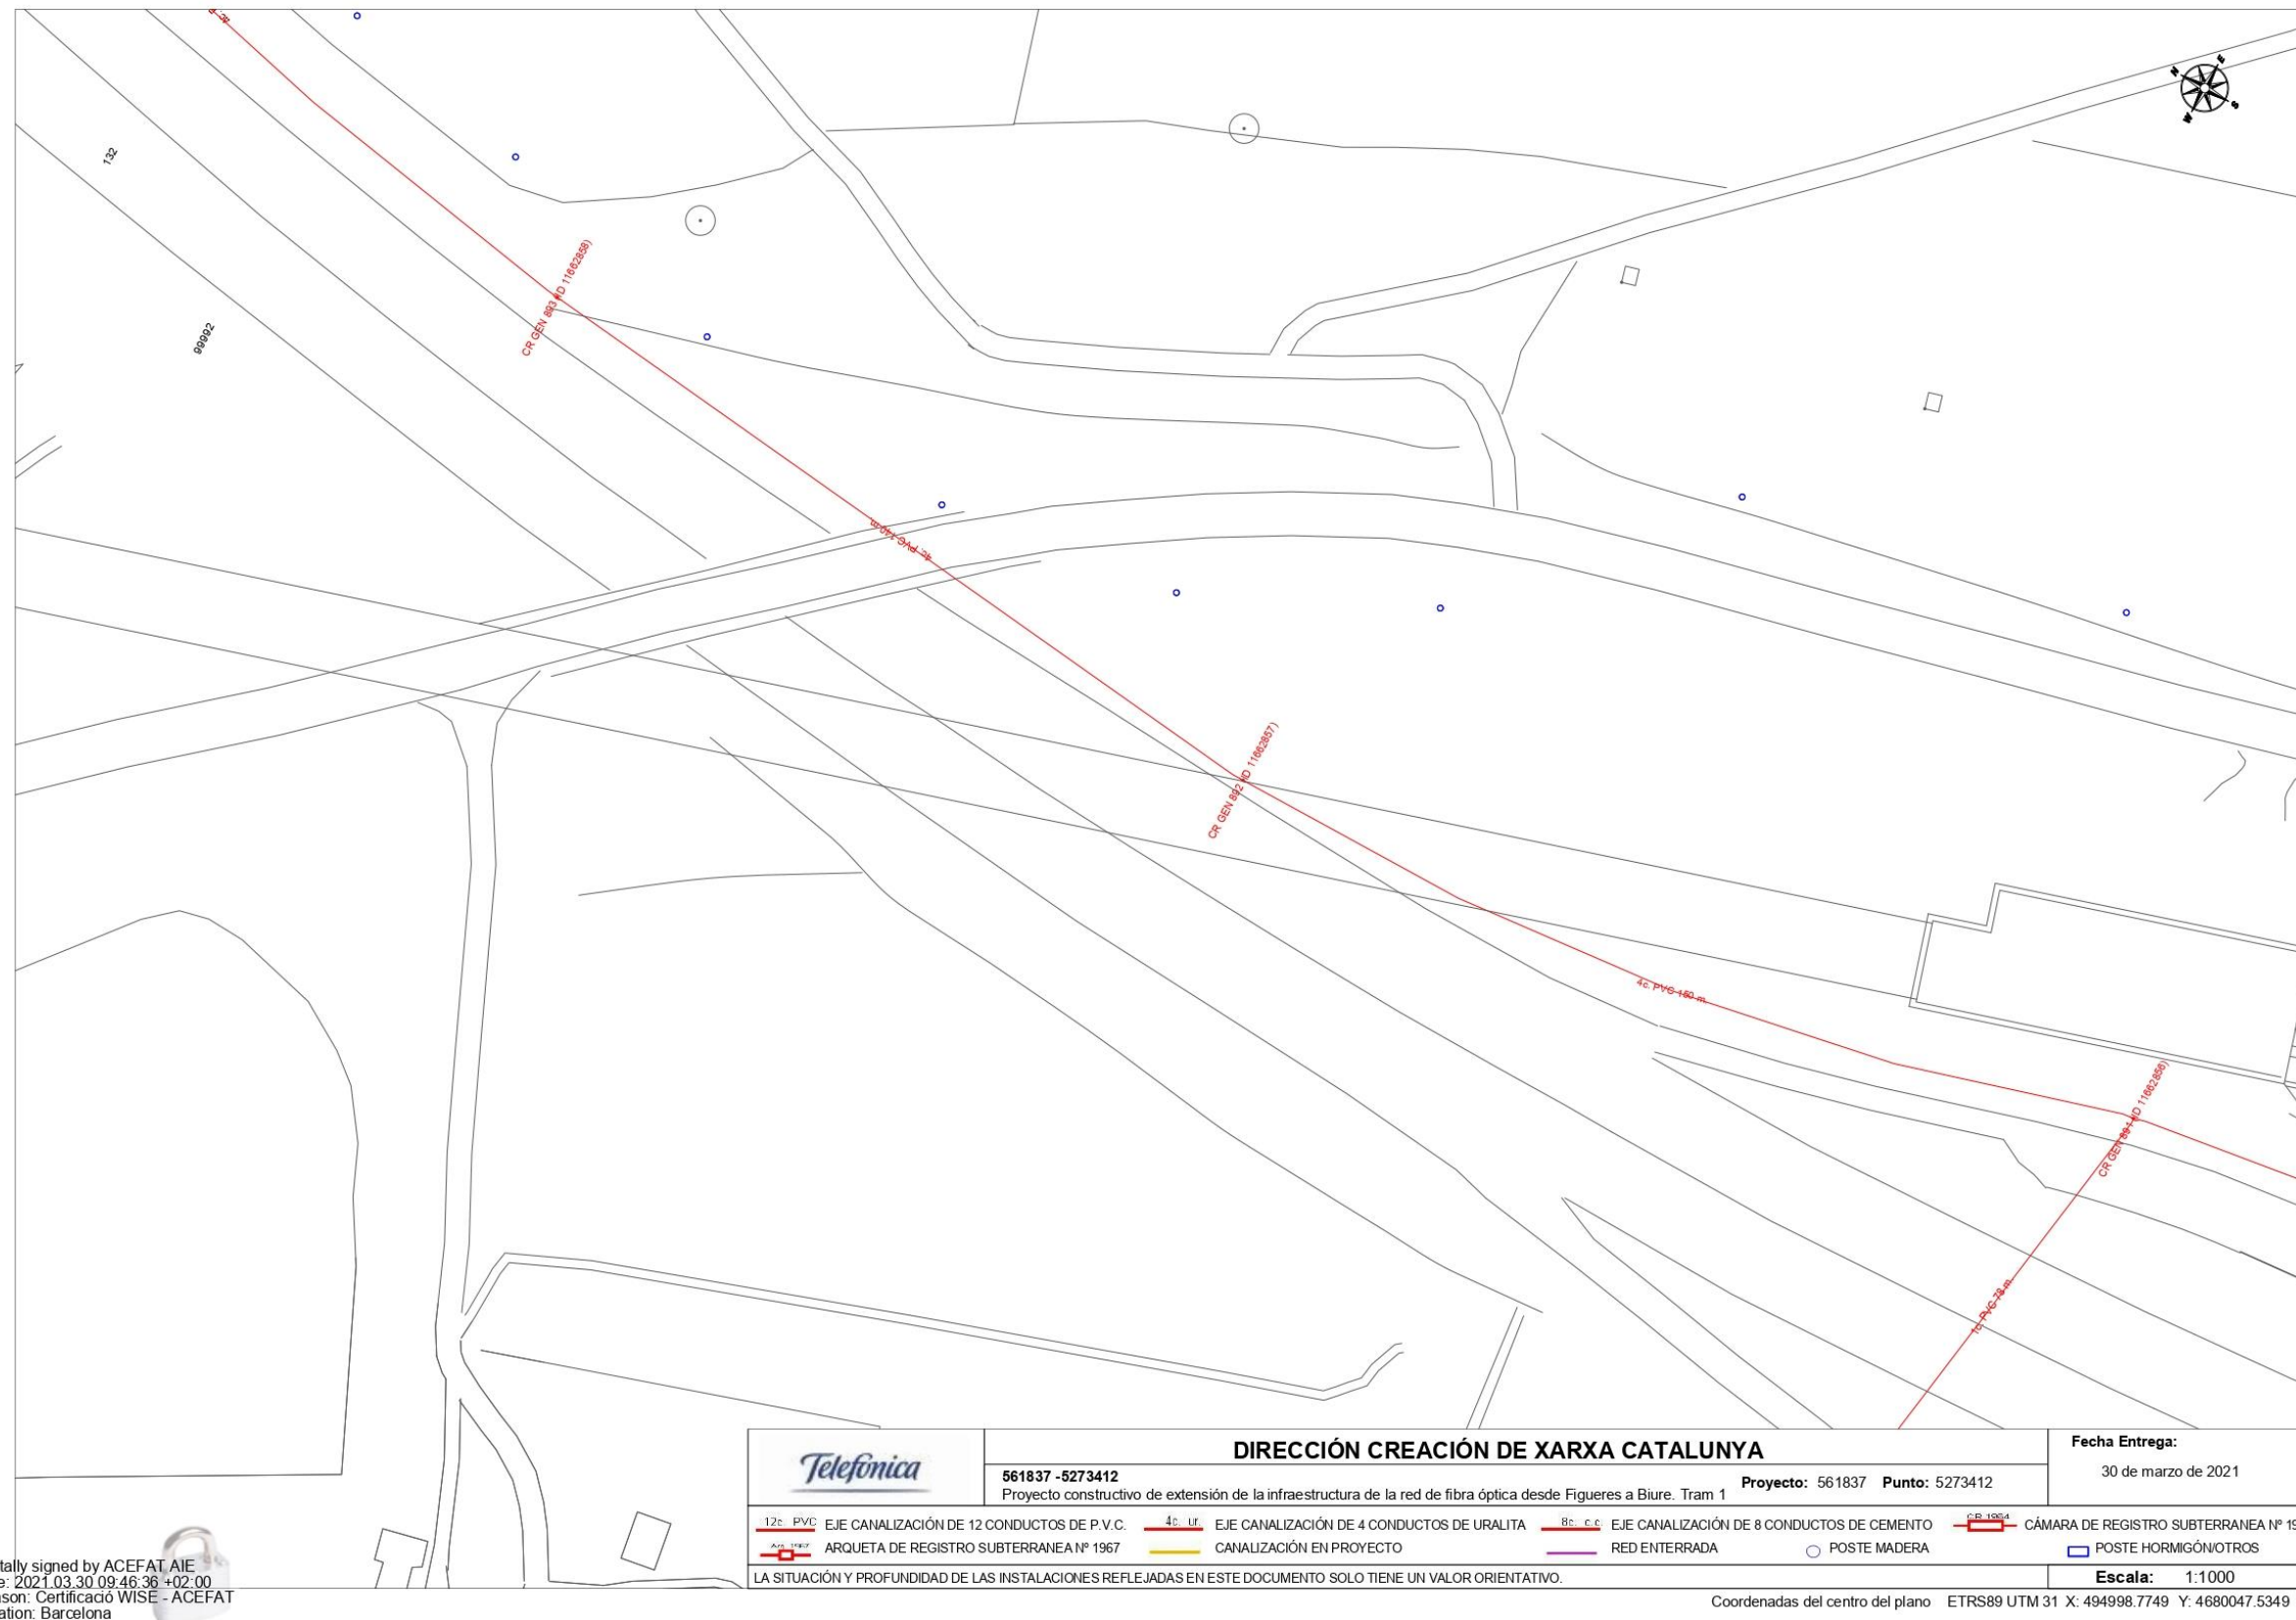 4c. P
N
E
S
W
132
99992
CR GEN 893 (ID 11662858)
4c. PVC 140 m.
CR GEN 892 (ID 11662857)
4c. PVC 150 m.
CR GEN 891 (ID 11662856)
1c. PVC 78 m.
Telefónica
DIRECCIÓN CREACIÓN DE XARXA CATALUNYA
Fecha Entrega:
30 de marzo de 2021
561837 -5273412
Proyecto: 561837 Punto: 5273412
Proyecto constructivo de extensión de la infraestructura de la red de fibra óptica desde Figueres a Biure. Tram 1
12c. PVC EJE CANALIZACIÓN DE 12 CONDUCTOS DE P.V.C. 4c. ur. EJE CANALIZACIÓN DE 4 CONDUCTOS DE URALITA 8c. c.c. EJE CANALIZACIÓN DE 8 CONDUCTOS DE CEMENTO CR 1964 CÁMARA DE REGISTRO SUBTERRANEA Nº 19
ARQUETA DE REGISTRO SUBTERRANEA Nº 1967 CANALIZACIÓN EN PROYECTO RED ENTERRADA POSTE MADERA POSTE HORMIGÓN/OTROS
LA SITUACIÓN Y PROFUNDIDAD DE LAS INSTALACIONES REFLEJADAS EN ESTE DOCUMENTO SOLO TIENE UN VALOR ORIENTATIVO.
Escala: 1:1000
Coordenadas del centro del plano ETRS89 UTM 31 X: 494998.7749 Y: 4680047.5349
tally signed by ACEFAT AIE
e: 2021.03.30 09:46:36 +02:00
son: Certificació WISE - ACEFAT
ation: Barcelona